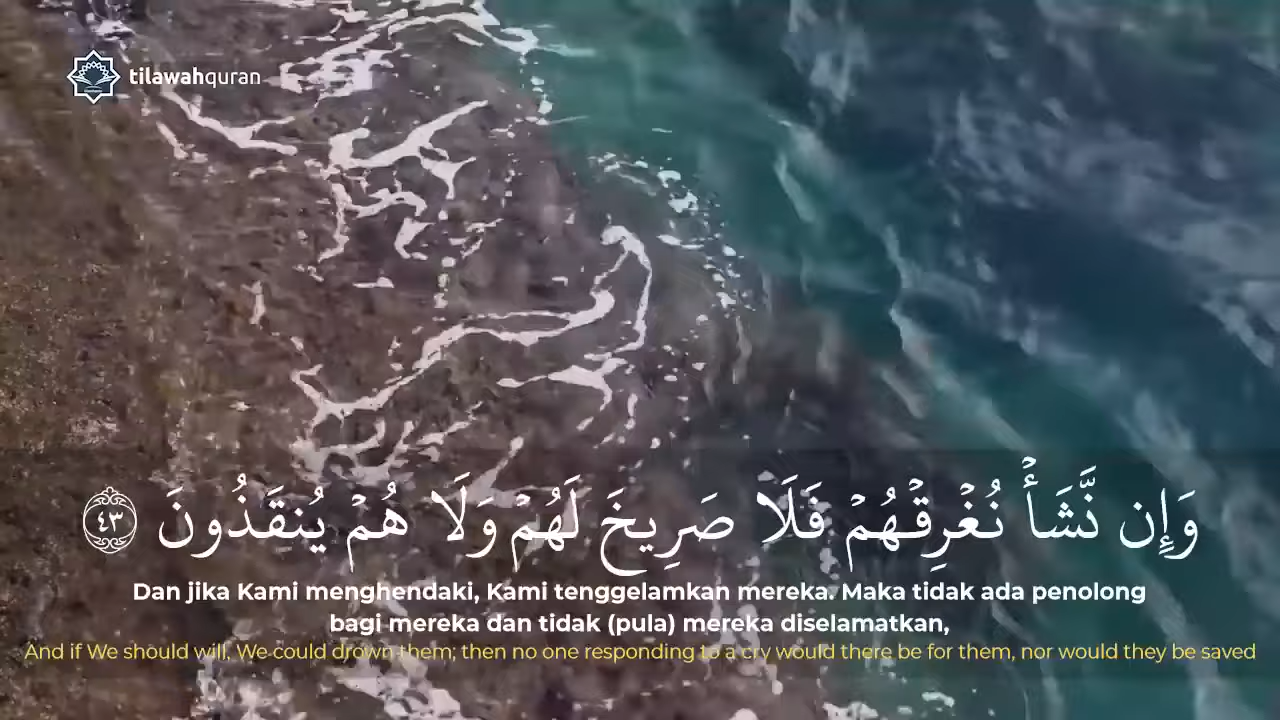 tilawahquran
وَإِن نَّشَأۡ نُغۡرِقۡهُمۡ فَلَا صَرِيخَ لَهُمۡ وَلَا هُمۡ يُنقَذُونَ ٤٣
Dan jika Kami menghendaki, Kami tenggelamkan mereka. Maka tidak ada penolong
bagi mereka dan tidak (pula) mereka diselamatkan,
And if We should will, We could drown them; then no one responding to a cry would there be for them, nor would they be saved